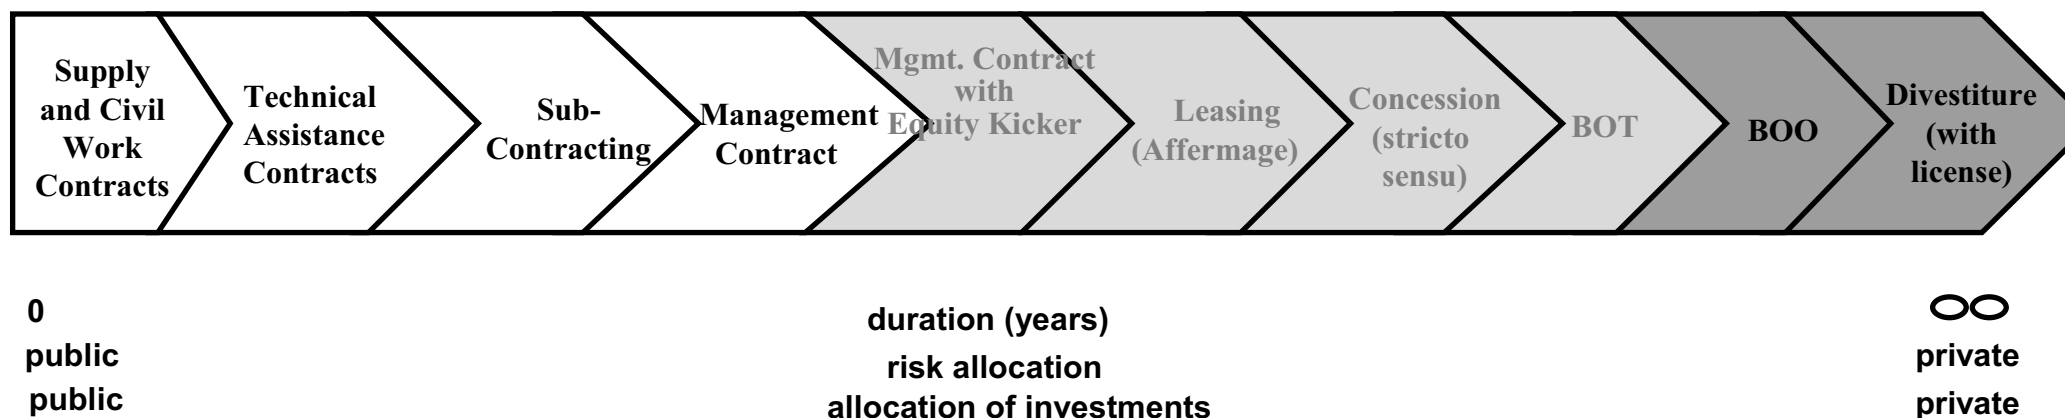 Supply
and Civil
Work
Contracts
Technical
Assistance
Contracts
Sub-
Contracting
Management
Contract
Mgmt. Contract
with
Equity Kicker
Leasing
(Affermage)
Concession
(stricto
sensu)
BOT
BOO
Divestiture
(with
license)
0 duration (years) ∞
public risk allocation private
public allocation of investments private